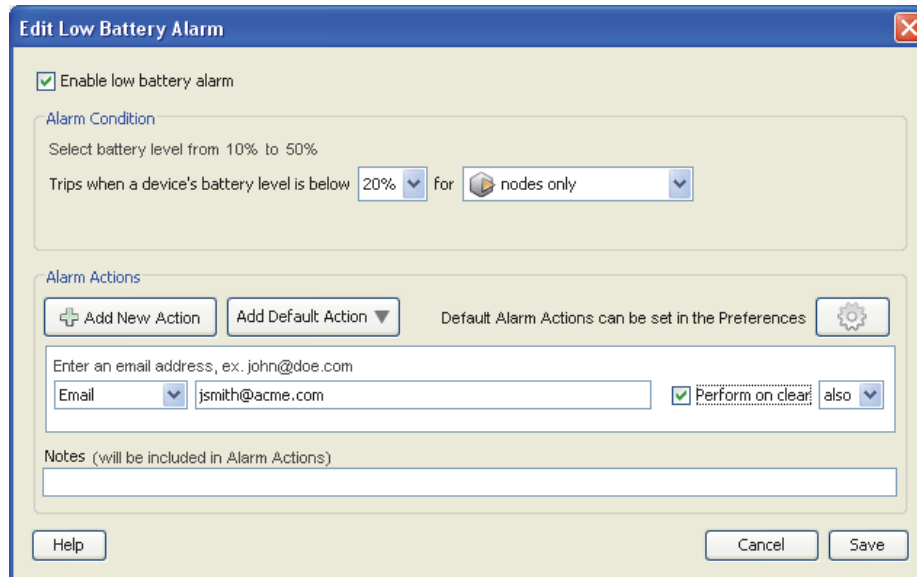 Edit Low Battery Alarm
Enable low battery alarm
Alarm Condition
Select battery level from 10% to 50%
Trips when a device's battery level is below 20% for nodes only
Alarm Actions
Add New Action Add Default Action Default Alarm Actions can be set in the Preferences
Enter an email address, ex. john@doe.com
Email jsmith@acme.com Perform on clear also
Notes (will be included in Alarm Actions)
Help Cancel Save